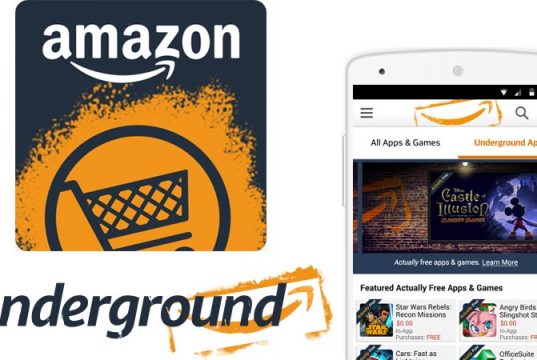 amazon
nderground
All Apps & Games
Underground Ap
Disney
Castle
of
Illusion
Actually free apps & games. Learn More
Featured Actually Free Apps & Games
Star Wars Rebels:
Recon Missions
$0.00
In-App
Purchases: FREE
Angry Birds
Slingshot St
$0.00
In-App
Purchases: FREE
Cars: Fast as
OfficeSuite